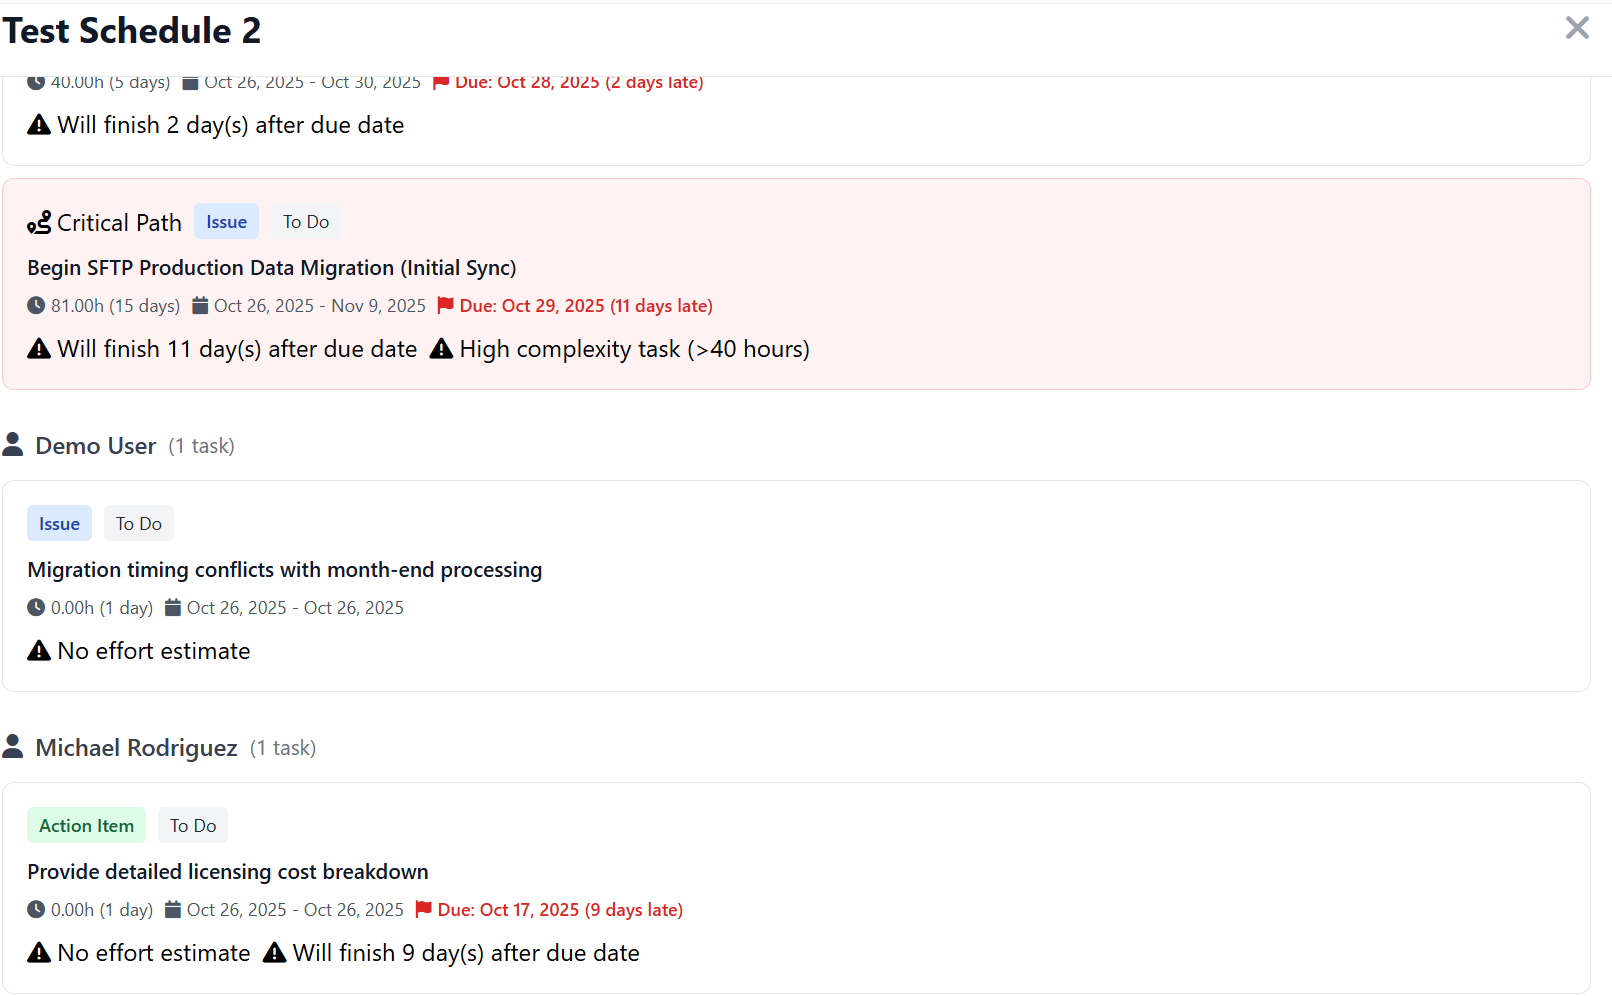 Test Schedule 2
40.00h (5 days) Oct 26, 2025 - Oct 30, 2025 Due: Oct 28, 2025 (2 days late)
Will finish 2 day(s) after due date
Critical Path Issue To Do
Begin SFTP Production Data Migration (Initial Sync)
81.00h (15 days) Oct 26, 2025 - Nov 9, 2025 Due: Oct 29, 2025 (11 days late)
Will finish 11 day(s) after due date High complexity task (>40 hours)
Demo User (1 task)
Issue To Do
Migration timing conflicts with month-end processing
0.00h (1 day) Oct 26, 2025 - Oct 26, 2025
No effort estimate
Michael Rodriguez (1 task)
Action Item To Do
Provide detailed licensing cost breakdown
0.00h (1 day) Oct 26, 2025 - Oct 26, 2025 Due: Oct 17, 2025 (9 days late)
No effort estimate Will finish 9 day(s) after due date